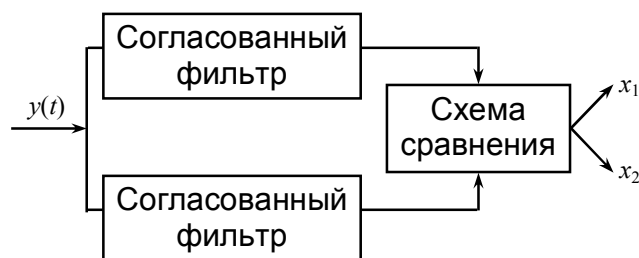 Согласованный
фильтр
y(t)
Схема
сравнения
x₁
x₂
Согласованный
фильтр